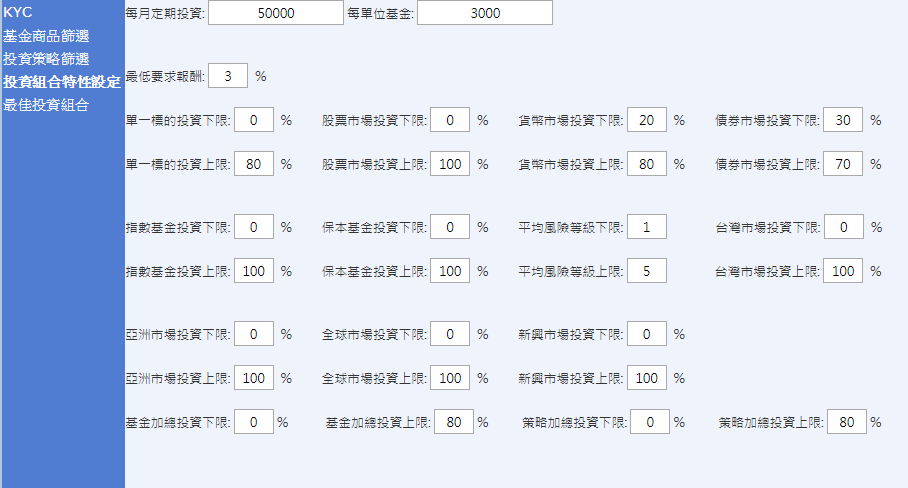 KYC
基金商品篩選
投資策略篩選
投資組合特性設定
最佳投資組合
每月定期投資: 50000 每單位基金: 3000
最低要求報酬: 3 %
單一標的投資下限: 0 % 股票市場投資下限: 0 % 貨幣市場投資下限: 20 % 債券市場投資下限: 30 %
單一標的投資上限: 80 % 股票市場投資上限: 100 % 貨幣市場投資上限: 80 % 債券市場投資上限: 70 %
指數基金投資下限: 0 % 保本基金投資下限: 0 % 平均風險等級下限: 1 台灣市場投資下限: 0 %
指數基金投資上限: 100 % 保本基金投資上限: 100 % 平均風險等級上限: 5 台灣市場投資上限: 100 %
亞洲市場投資下限: 0 % 全球市場投資下限: 0 % 新興市場投資下限: 0 %
亞洲市場投資上限: 100 % 全球市場投資上限: 100 % 新興市場投資上限: 100 %
基金加總投資下限: 0 % 基金加總投資上限: 80 % 策略加總投資下限: 0 % 策略加總投資上限: 80 %